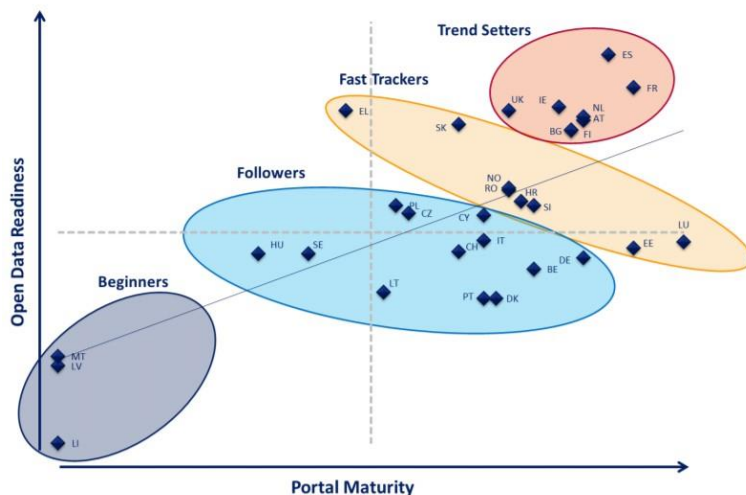 Trend Setters
ES
Fast Trackers
FR
UK
IE
NL
AT
EL
SK
BG
FI
Followers
NO
RO
HR
SI
PL
CZ
CY
LU
IT
EE
HU
SE
CH
DE
BE
LT
PT
DK
Beginners
MT
LV
LI
Open Data Readiness
Portal Maturity